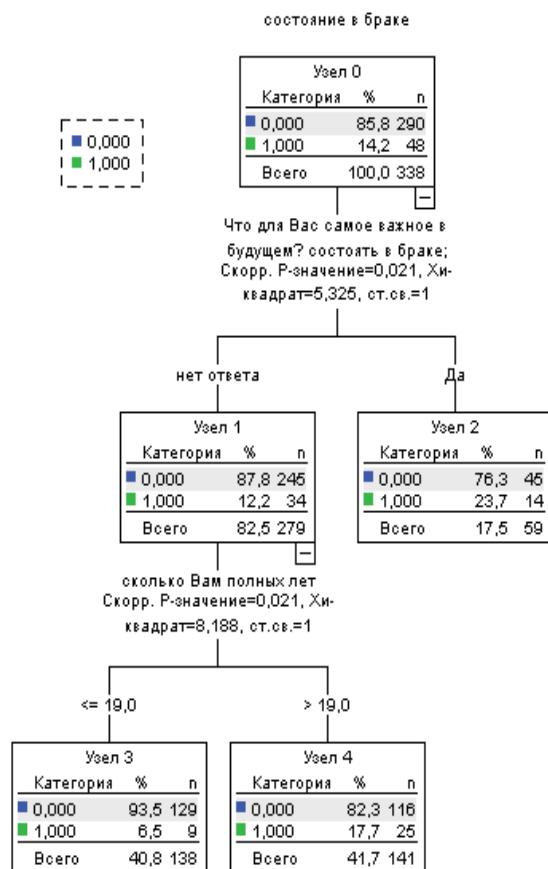 состояние в браке
0,000
1,000
Узел 0
Категория % n
0,000 85,8 290
1,000 14,2 48
Всего 100,0 338
Что для Вас самое важное в
будущем? состоять в браке;
Скорр. Р-значение=0,021, Хи-
квадрат=5,325, ст.св.=1
нет ответа
Да
Узел 1
Категория % n
0,000 87,8 245
1,000 12,2 34
Всего 82,5 279
Узел 2
Категория % n
0,000 76,3 45
1,000 23,7 14
Всего 17,5 59
сколько Вам полных лет
Скорр. Р-значение=0,021, Хи-
квадрат=8,188, ст.св.=1
<= 19,0
> 19,0
Узел 3
Категория % n
0,000 93,5 129
1,000 6,5 9
Всего 40,8 138
Узел 4
Категория % n
0,000 82,3 116
1,000 17,7 25
Всего 41,7 141